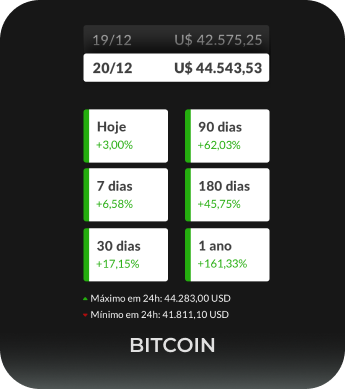 19/12 U$ 42.575,25
20/12 U$ 44.543,53
Hoje 90 dias
+3,00% +62,03%
7 dias 180 dias
+6,58% +45,75%
30 dias 1 ano
+17,15% +161,33%
Máximo em 24h: 44.283,00 USD
Mínimo em 24h: 41.811,10 USD
BITCOIN